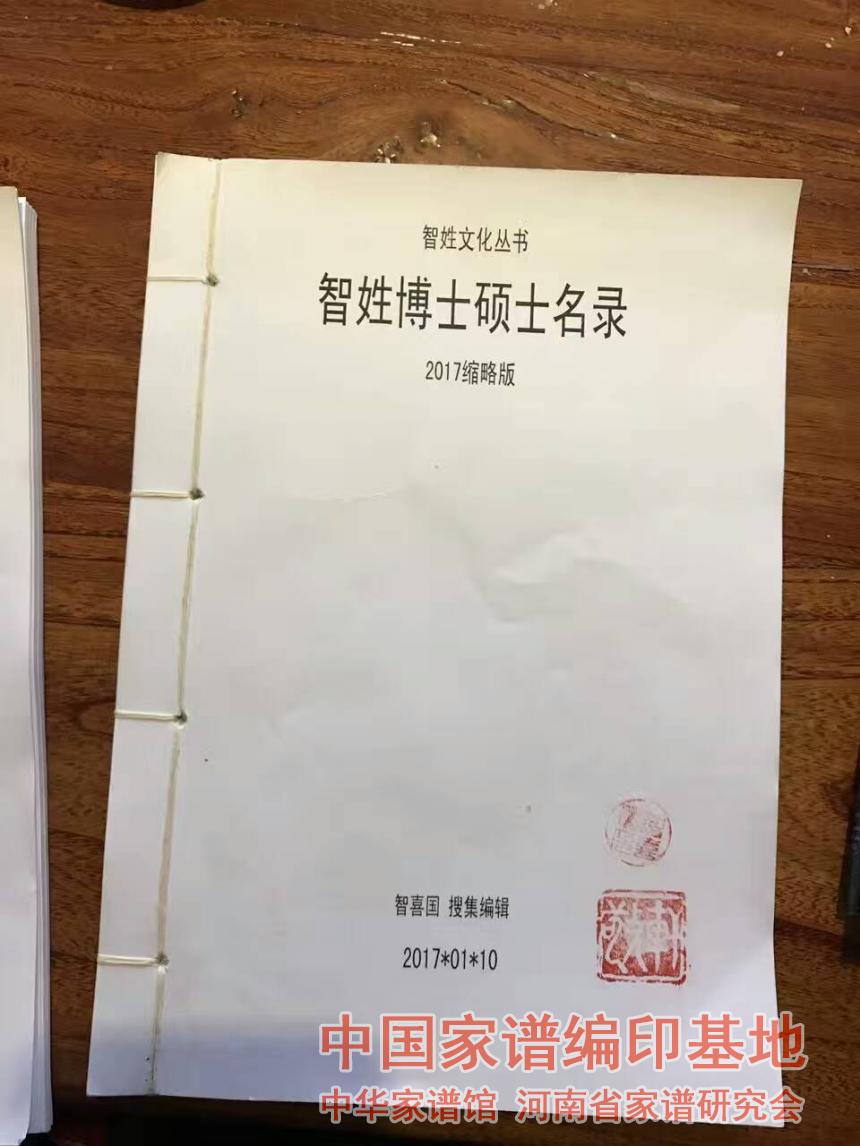 智姓文化丛书
智姓博士硕士名录
2017缩略版
智喜国 搜集编辑
2017*01*10
中国家谱编印基地
中华家谱馆 河南省家谱研究会